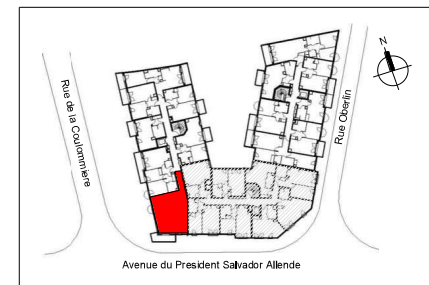 N
Rue de la Coulommiere
Rue Oberlin
Avenue du President Salvador Allende